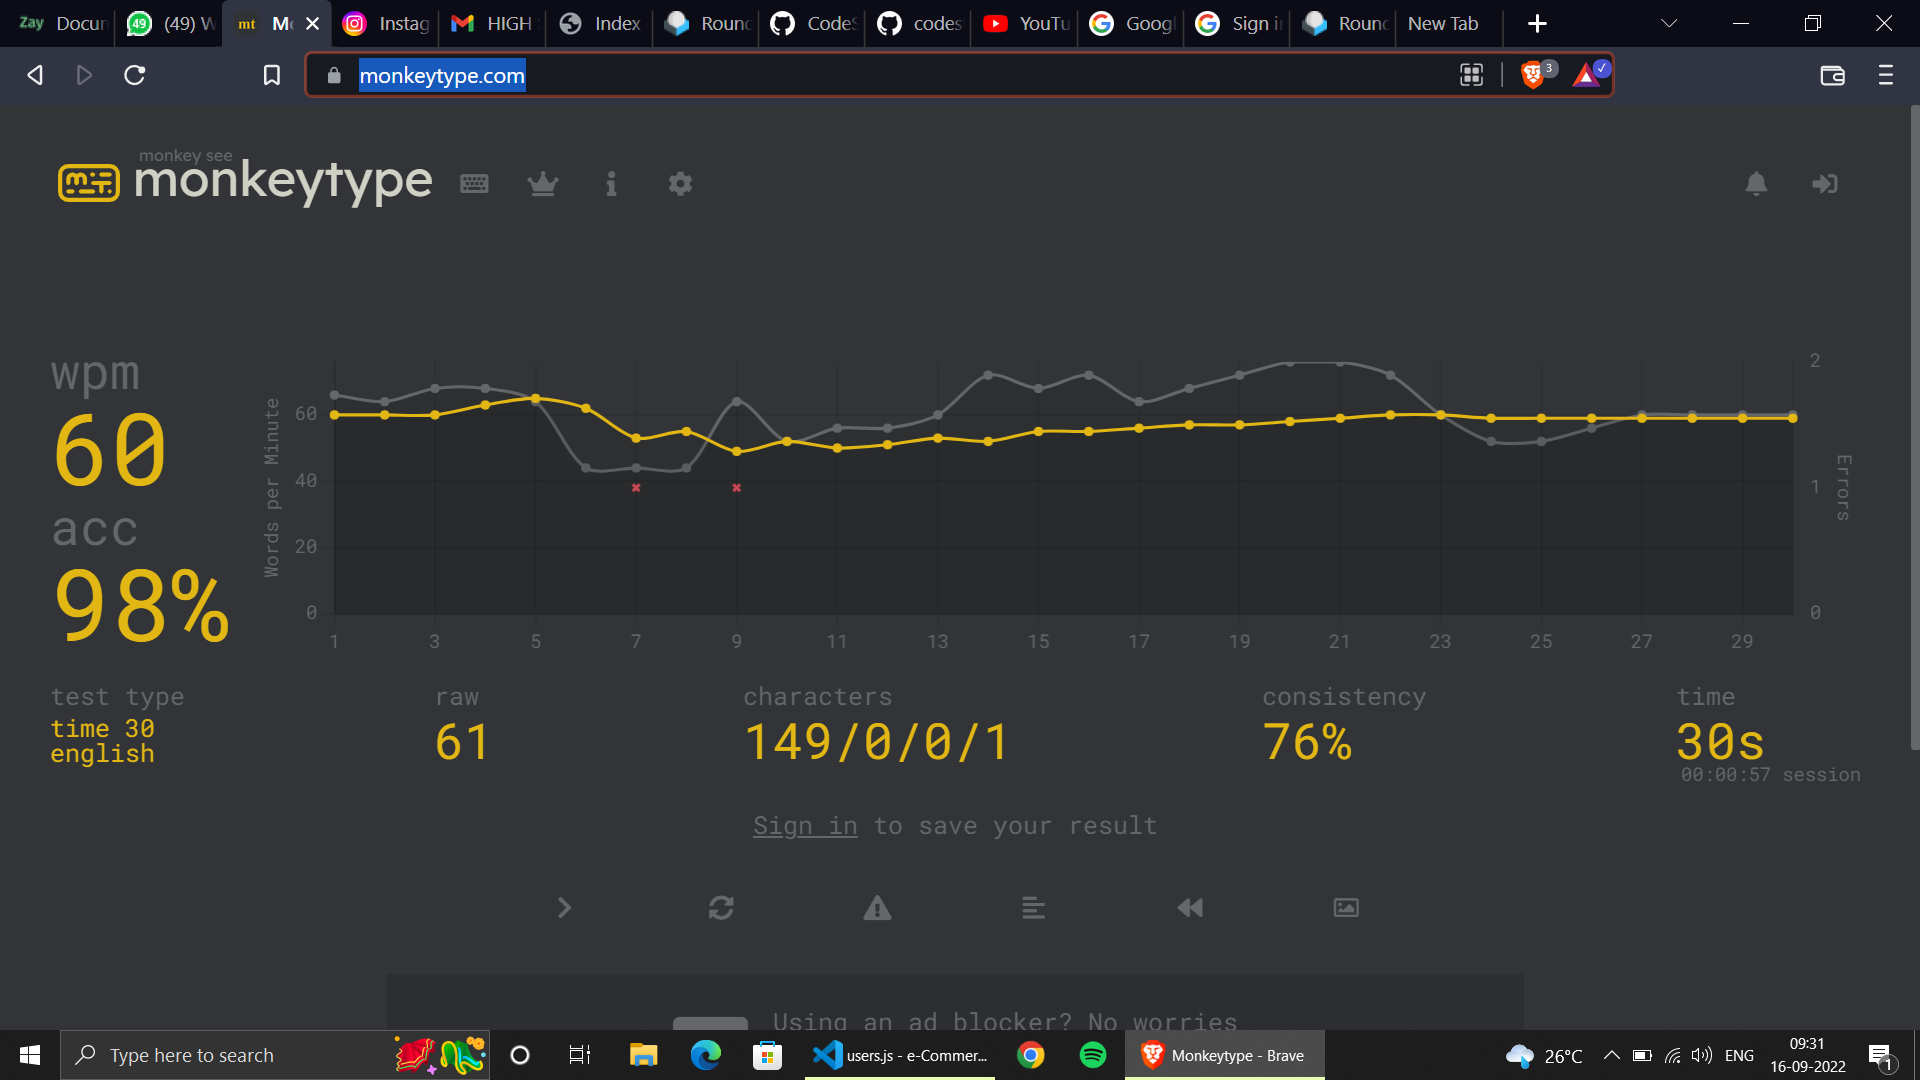 Zay Docun
49 (49) W
mt Mo
Instag
HIGH
Index
Round
CodeS
codes
YouTu
Googl
Sign in
Round
New Tab
monkeytype.com
3
monkey see
monkeytype
wpm
60
acc
98%
Words per Minute
60
40
20
0
2
1
0
Errors
1 3 5 7 9 11 13 15 17 19 21 23 25 27 29
test type
time 30
english
raw
61
characters
149/0/0/1
consistency
76%
time
30s
00:00:57 session
Sign in to save your result
Using an ad blocker? No worries
Type here to search
users.js - e-Commer...
Monkeytype - Brave
26°C
ENG
09:31
16-09-2022
1